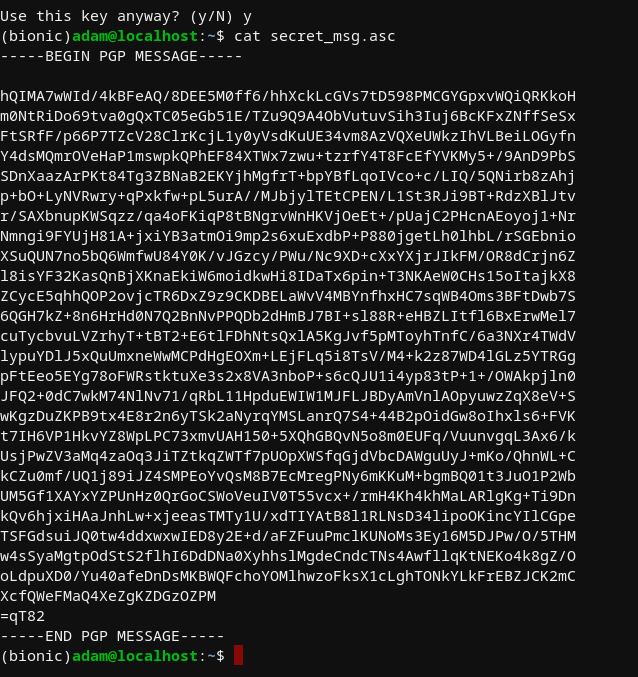 Use this key anyway? (y/N) y
(bionic)adam@localhost:~$ cat secret_msg.asc
-----BEGIN PGP MESSAGE-----

hQIMA7wWId/4kBFeAQ/8DEE5M0ff6/hhXckLcGVs7tD598PMCGYGpxvWQiQRKkoH
m0NtRiDo69tva0gQxTC05eGb51E/TZu9Q9A4ObVutuvSih3Iuj6BcKFxZNffSeSx
FtSRfF/p66P7TZcV28ClrKcjL1y0yVsdKuUE34vm8AzVQXeUWkzIhVLBeiLOGyfn
Y4dsMQmrOVeHaP1mswpkQPhEF84XTWx7zwu+tzrfY4T8FcEfYVKMy5+/9AnD9PbS
SDnXaazArPKt84Tg3ZBNaB2EKYjhMgfrT+bpYBfLqoIVco+c/LIQ/5QNirb8zAhj
p+bO+LyNVRwry+qPxkfw+pL5urA//MJbjylTEtCPEN/L1St3RJi9BT+RdzXBlJtv
r/SAXbnupKWSqzz/qa4oFKiqP8tBNgrvWnHKVjOeEt+/pUajC2PHcnAEoyoj1+Nr
Nmngi9FYUjH81A+jxiYB3atmOi9mp2s6xuExdbP+P880jgetLh0lhbL/rSGEbnio
XSuQUN7no5bQ6WmfwU84Y0K/vJGzcy/PWu/Nc9XD+cXxYXjrJIkFM/OR8dCrjn6Z
l8isYF32KasQnBjXKnaEkiW6moidkwHi8IDaTx6pin+T3NKAeW0CHs15oItajkX8
ZCycE5qhhQOP2ovjcTR6DxZ9z9CKDBELaWvV4MBYnfhxHC7sqWB4Oms3BFtDwb7S
6QGH7kZ+8n6HrHd0N7Q2BnNvPPQDb2dHmBJ7BI+sl88R+eHBZLItfl6BxErwMel7
cuTycbvuLVZrhyT+tBT2+E6tlFDhNtsQxlA5KgJvf5pMToyhTnfC/6a3NXr4TWdV
lypuYDlJ5xQuUmxneWwMCPdHgEOXm+LEjFLq5i8TsV/M4+k2z87WD4lGLz5YTRGg
pFtEeo5EYg78oFWRstktuXe3s2x8VA3nboP+s6cQJU1i4yp83tP+1+/OWAkpjln0
JFQ2+0dC7wkM74NlNv71/qRbL11HpduEWIW1MJFLJBDyAmVnlAOpyuwzZqX8eV+S
wKgzDuZKPB9tx4E8r2n6yTSk2aNyrqYMSLanrQ7S4+44B2pOidGw8oIhxls6+FVK
t7IH6VP1HkvYZ8WpLPC73xmvUAH150+5XQhGBQvN5o8m0EUFq/VuunvgqL3Ax6/k
UsjPwZV3aMq4zaOq3JiTZtkqZWTf7pUOpXWSfqGjdVbcDAWguUyJ+mKo/QhnWL+C
kCZu0mf/UQ1j89iJZ4SMPEoYvQsM8B7EcMregPNy6mKKuM+bgmBQ01t3JuO1P2Wb
UM5Gf1XAYxYZPUnHz0QrGoCSWoVeuIV0T55vcx+/rmH4Kh4khMaLARlgKg+Ti9Dn
kQv6hjxiHAaJnhLw+xjeeasTMTy1U/xdTIYAtB8l1RLNsD34lipoOKincYIlCGpe
TSFGdsuiJQ0tw4ddxwxwIED8y2E+d/aFZFuuPmclKUNoMs3Ey16M5DJPw/O/5THM
w4sSyaMgtpOdStS2flhI6DdDNa0XyhhslMgdeCndcTNs4AwfllqKtNEKo4k8gZ/O
oLdpuXD0/Yu40afeDnDsMKBWQFchoYOMlhwzoFksX1cLghTONkYLkFrEBZJCK2mC
XcfQWeFMaQ4XeZgKZDGzOZPM
=qT82
-----END PGP MESSAGE-----
(bionic)adam@localhost:~$